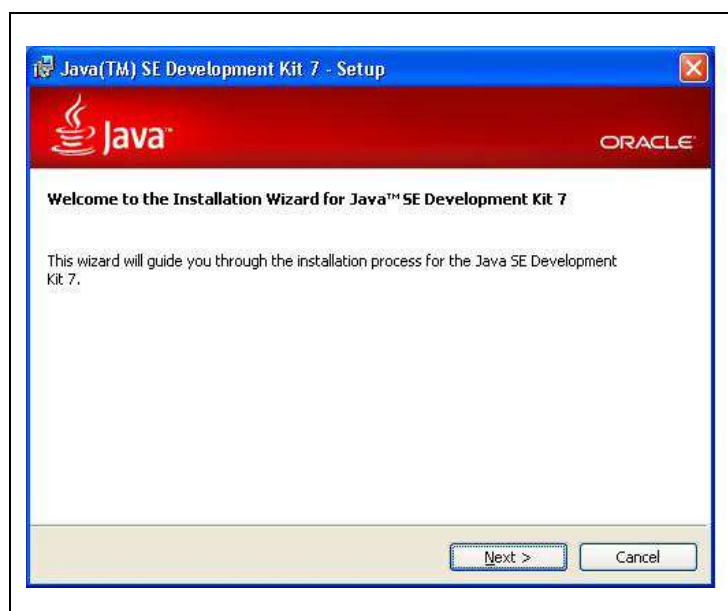 Java(TM) SE Development Kit 7 - Setup
Java™
ORACLE®
Welcome to the Installation Wizard for Java™ SE Development Kit 7
This wizard will guide you through the installation process for the Java SE Development
Kit 7.
Next >
Cancel